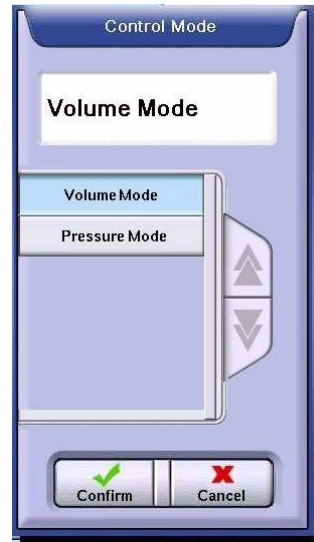 Control Mode
Volume Mode
Volume Mode
Pressure Mode
Confirm
Cancel